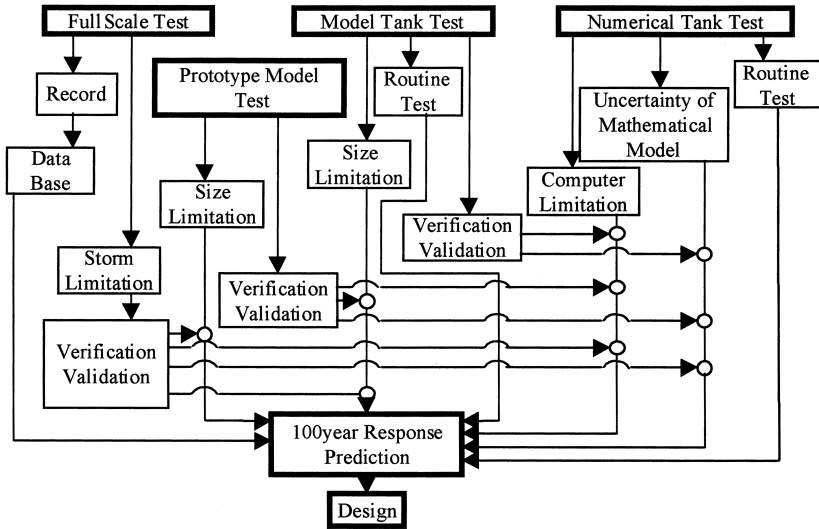 Full Scale Test
Model Tank Test
Numerical Tank Test
Prototype Model
Test
Record
Routine
Test
Uncertainty of
Mathematical
Model
Routine
Test
Data
Base
Size
Limitation
Size
Limitation
Computer
Limitation
Verification
Validation
Storm
Limitation
Verification
Validation
Verification
Validation
100year Response
Prediction
Design